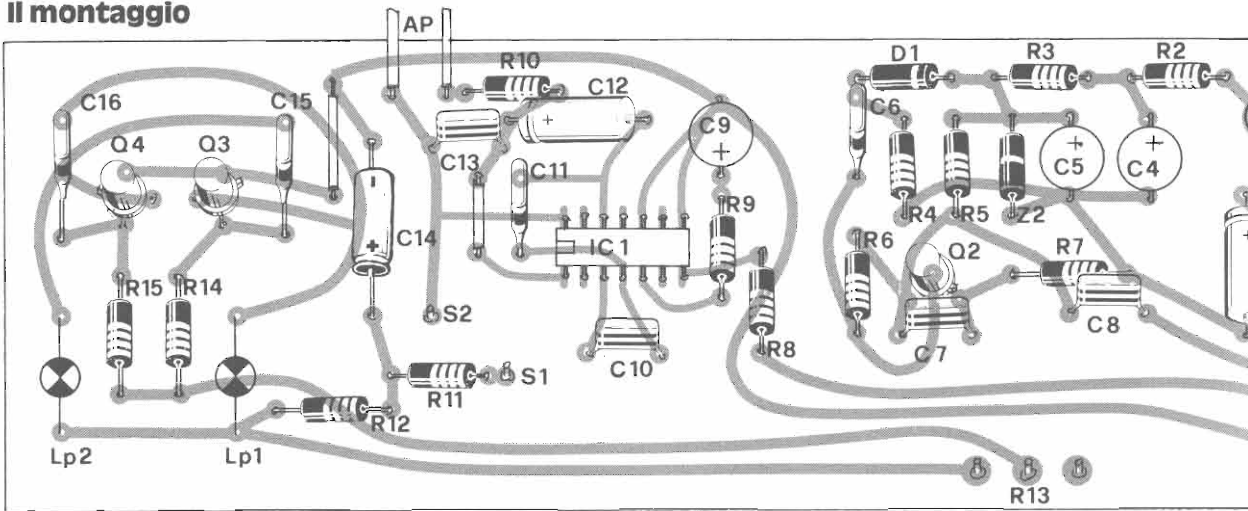 Il montaggio
AP
R10
C12
D1
R3
R2
C16
C15
C6
Q4
Q3
C9
+
+
+
+
C13
C11
C5
C4
-
R9
R4
R5
Z2
C14
+
IC1
R6
Q2
R7
R15
R14
S2
C8
C7
R8
C10
S1
R11
R12
Lp2
Lp1
R13